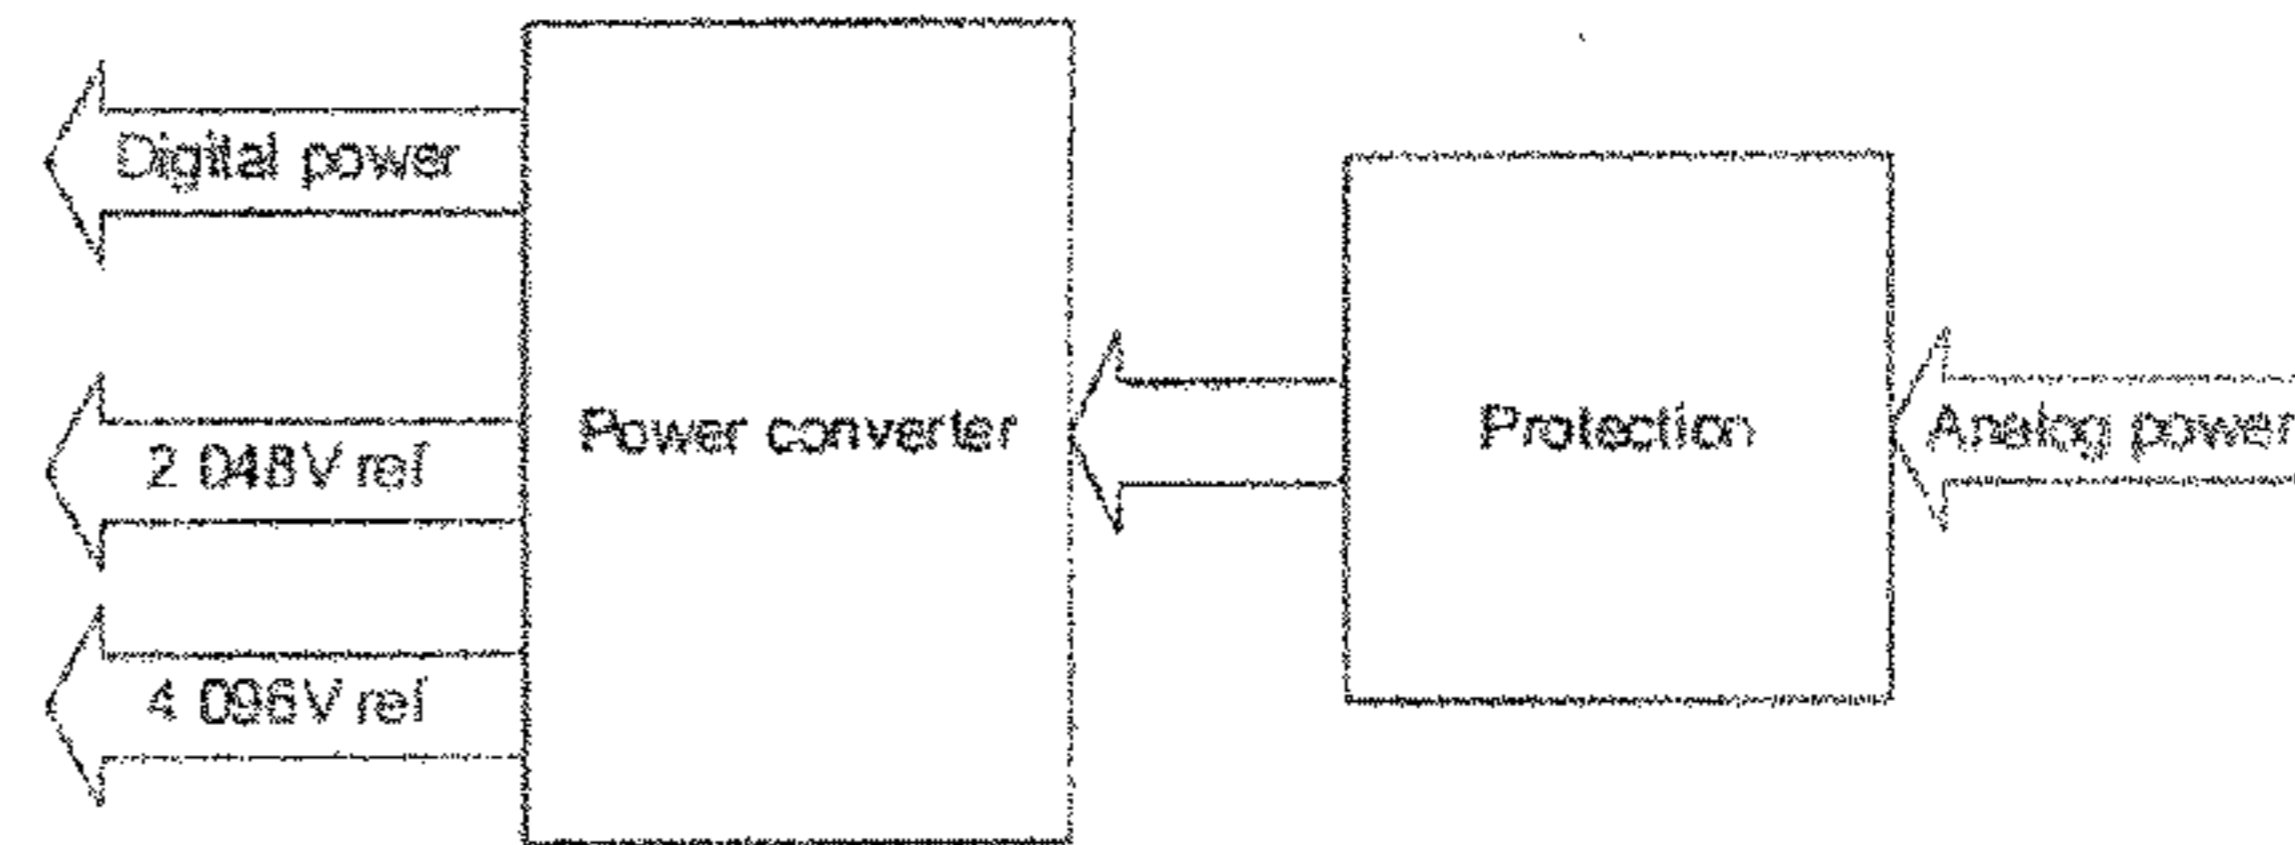 Digital power
2 048V ref
4 096V ref
Power converter
Protection
Analog power